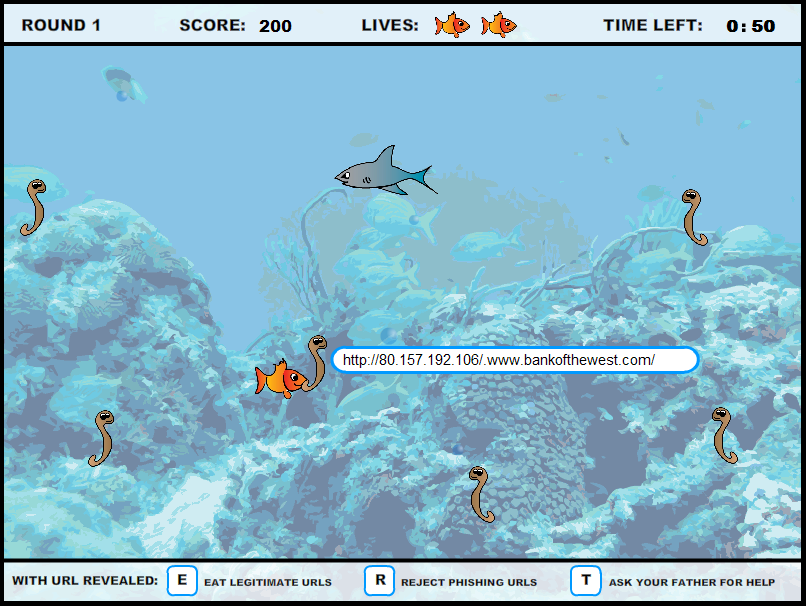 ROUND 1 SCORE: 200 LIVES: TIME LEFT: 0:50
http://80.157.192.106/.www.bankofthewest.com/
WITH URL REVEALED: E EAT LEGITIMATE URLS R REJECT PHISHING URLS T ASK YOUR FATHER FOR HELP